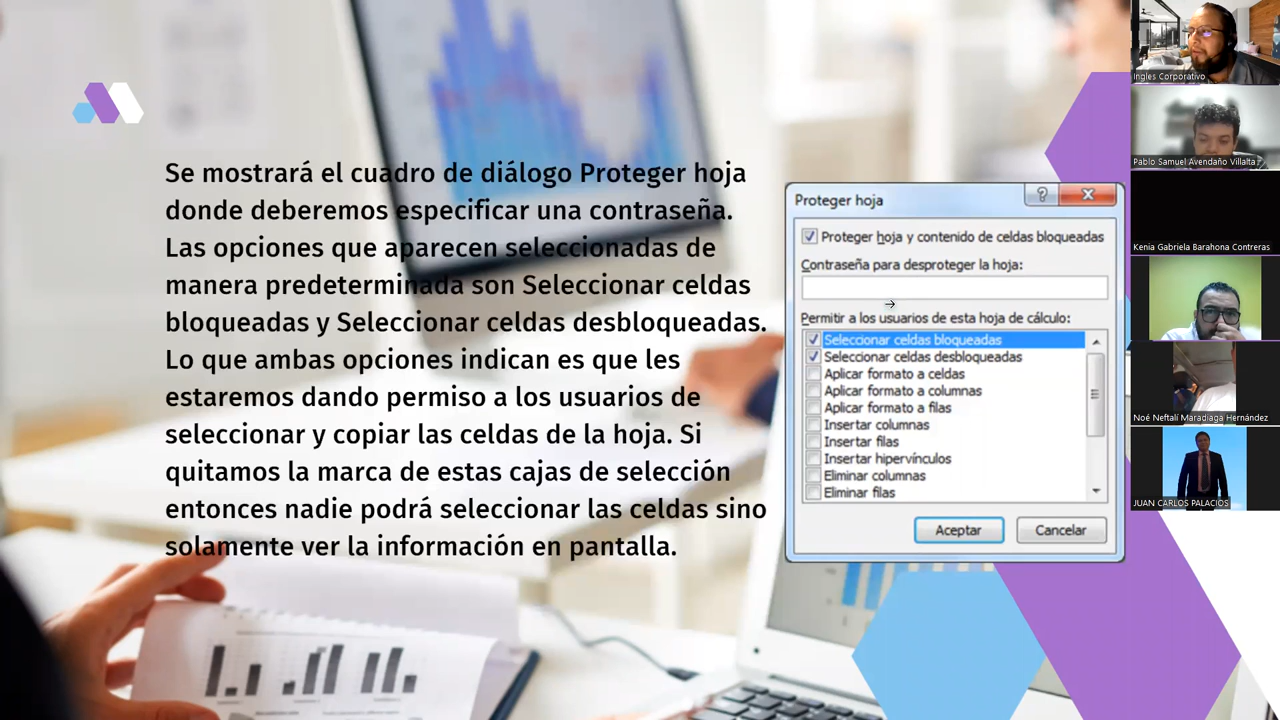 Se mostrará el cuadro de diálogo Proteger hoja
donde deberemos especificar una contraseña.
Las opciones que aparecen seleccionadas de
manera predeterminada son Seleccionar celdas
bloqueadas y Seleccionar celdas desbloqueadas.
Lo que ambas opciones indican es que les
estaremos dando permiso a los usuarios de
seleccionar y copiar las celdas de la hoja. Si
quitamos la marca de estas cajas de selección
entonces nadie podrá seleccionar las celdas sino
solamente ver la información en pantalla.
Proteger hoja
Proteger hoja y contenido de celdas bloqueadas
Contraseña para desproteger la hoja:
Permitir a los usuarios de esta hoja de cálculo:
Seleccionar celdas bloqueadas
Seleccionar celdas desbloqueadas
Aplicar formato a celdas
Aplicar formato a columnas
Aplicar formato a filas
Insertar columnas
Insertar filas
Insertar hipervínculos
Eliminar columnas
Eliminar filas
Aceptar
Cancelar
Ingles Corporativo
Pablo Samuel Avendaño Villalta
Kenia Gabriela Barahona Contreras
Noé Neftalí Maradiaga Hernández
JUAN CARLOS PALACIOS